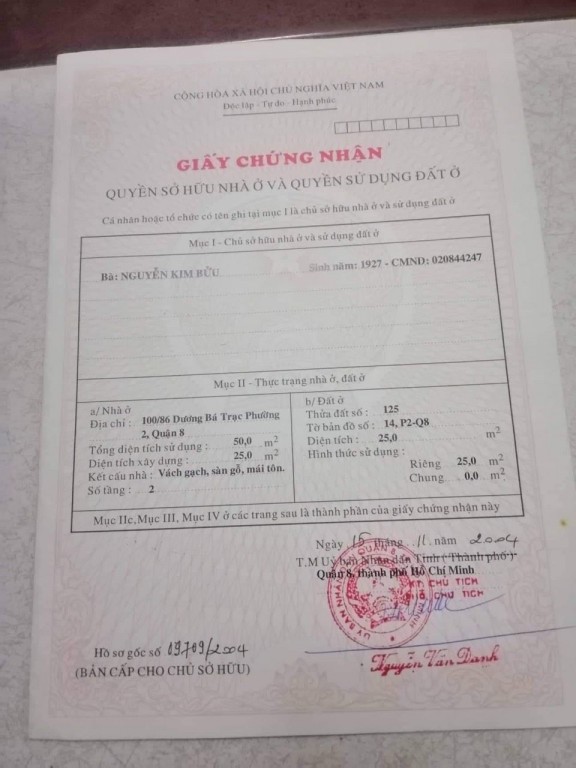 CỘNG HÒA XÃ HỘI CHỦ NGHĨA VIỆT NAM
Độc lập - Tự do - Hạnh phúc
GIẤY CHỨNG NHẬN
QUYỀN SỞ HỮU NHÀ Ở VÀ QUYỀN SỬ DỤNG ĐẤT Ở
Cá nhân hoặc tổ chức có tên ghi tại mục I là chủ sở hữu nhà ở và sử dụng đất ở
Mục I - Chủ sở hữu nhà ở và sử dụng đất ở
Bà: NGUYỄN KIM BỬU Sinh năm: 1927 - CMND: 020844247
Mục II - Thực trạng nhà ở, đất ở
a/ Nhà ở
Địa chỉ : 100/86 Dương Bá Trạc Phường
2, Quận 8
Tổng diện tích sử dụng : 50,0 m2
Diện tích xây dựng : 25,0 m2
Kết cấu nhà : Vách gạch, sàn gỗ, mái tôn.
Số tầng : 2
b/ Đất ở
Thửa đất số : 125
Tờ bản đồ số : 14, P2-Q8
Diện tích : 25,0 m2
Hình thức sử dụng :
Riêng 25,0 m2
Chung 0,0 m2
Mục IIc,Mục III, Mục IV ở các trang sau là thành phần của giấy chứng nhận này
Ngày 15 tháng 11 năm 2004
T.M Uỷ ban Nhân dân Tỉnh ( Thành phố )
Quận 8, thành phố Hồ Chí Minh
KT. CHỦ TỊCH
PHÓ CHỦ TỊCH
Hồ sơ gốc số 09709/2004
(BẢN CẤP CHO CHỦ SỞ HỮU)
Nguyễn Văn Danh